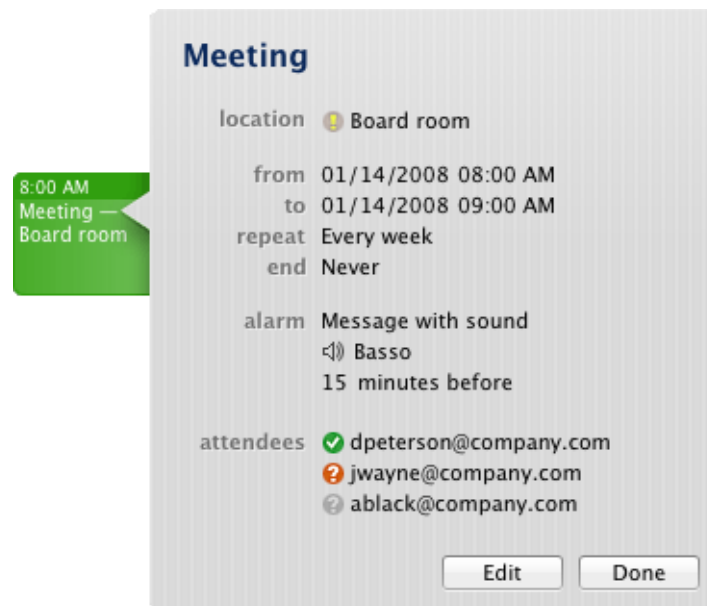 Meeting
location Board room
8:00 AM
Meeting —
Board room
from 01/14/2008 08:00 AM
to 01/14/2008 09:00 AM
repeat Every week
end Never
alarm Message with sound
Basso
15 minutes before
attendees dpeterson@company.com
jwayne@company.com
ablack@company.com
Edit Done